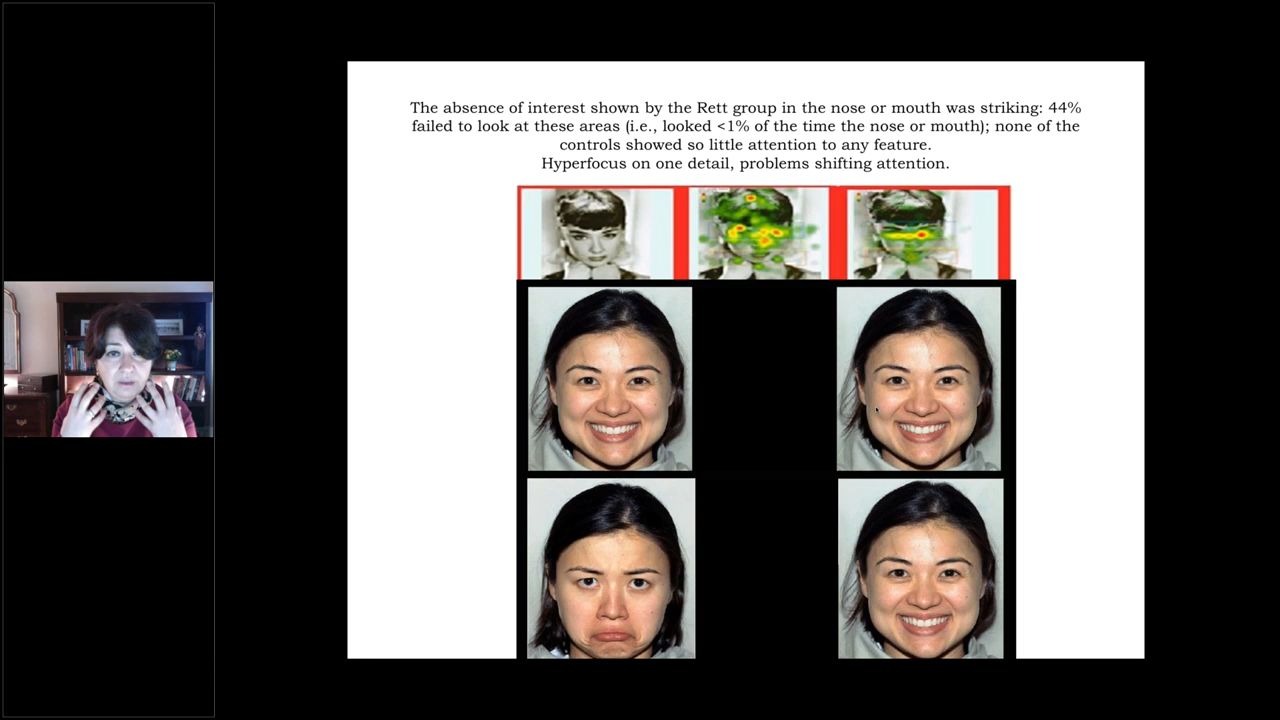 The absence of interest shown by the Rett group in the nose or mouth was striking: 44%
failed to look at these areas (i.e., looked <1% of the time the nose or mouth); none of the
controls showed so little attention to any feature.
Hyperfocus on one detail, problems shifting attention.